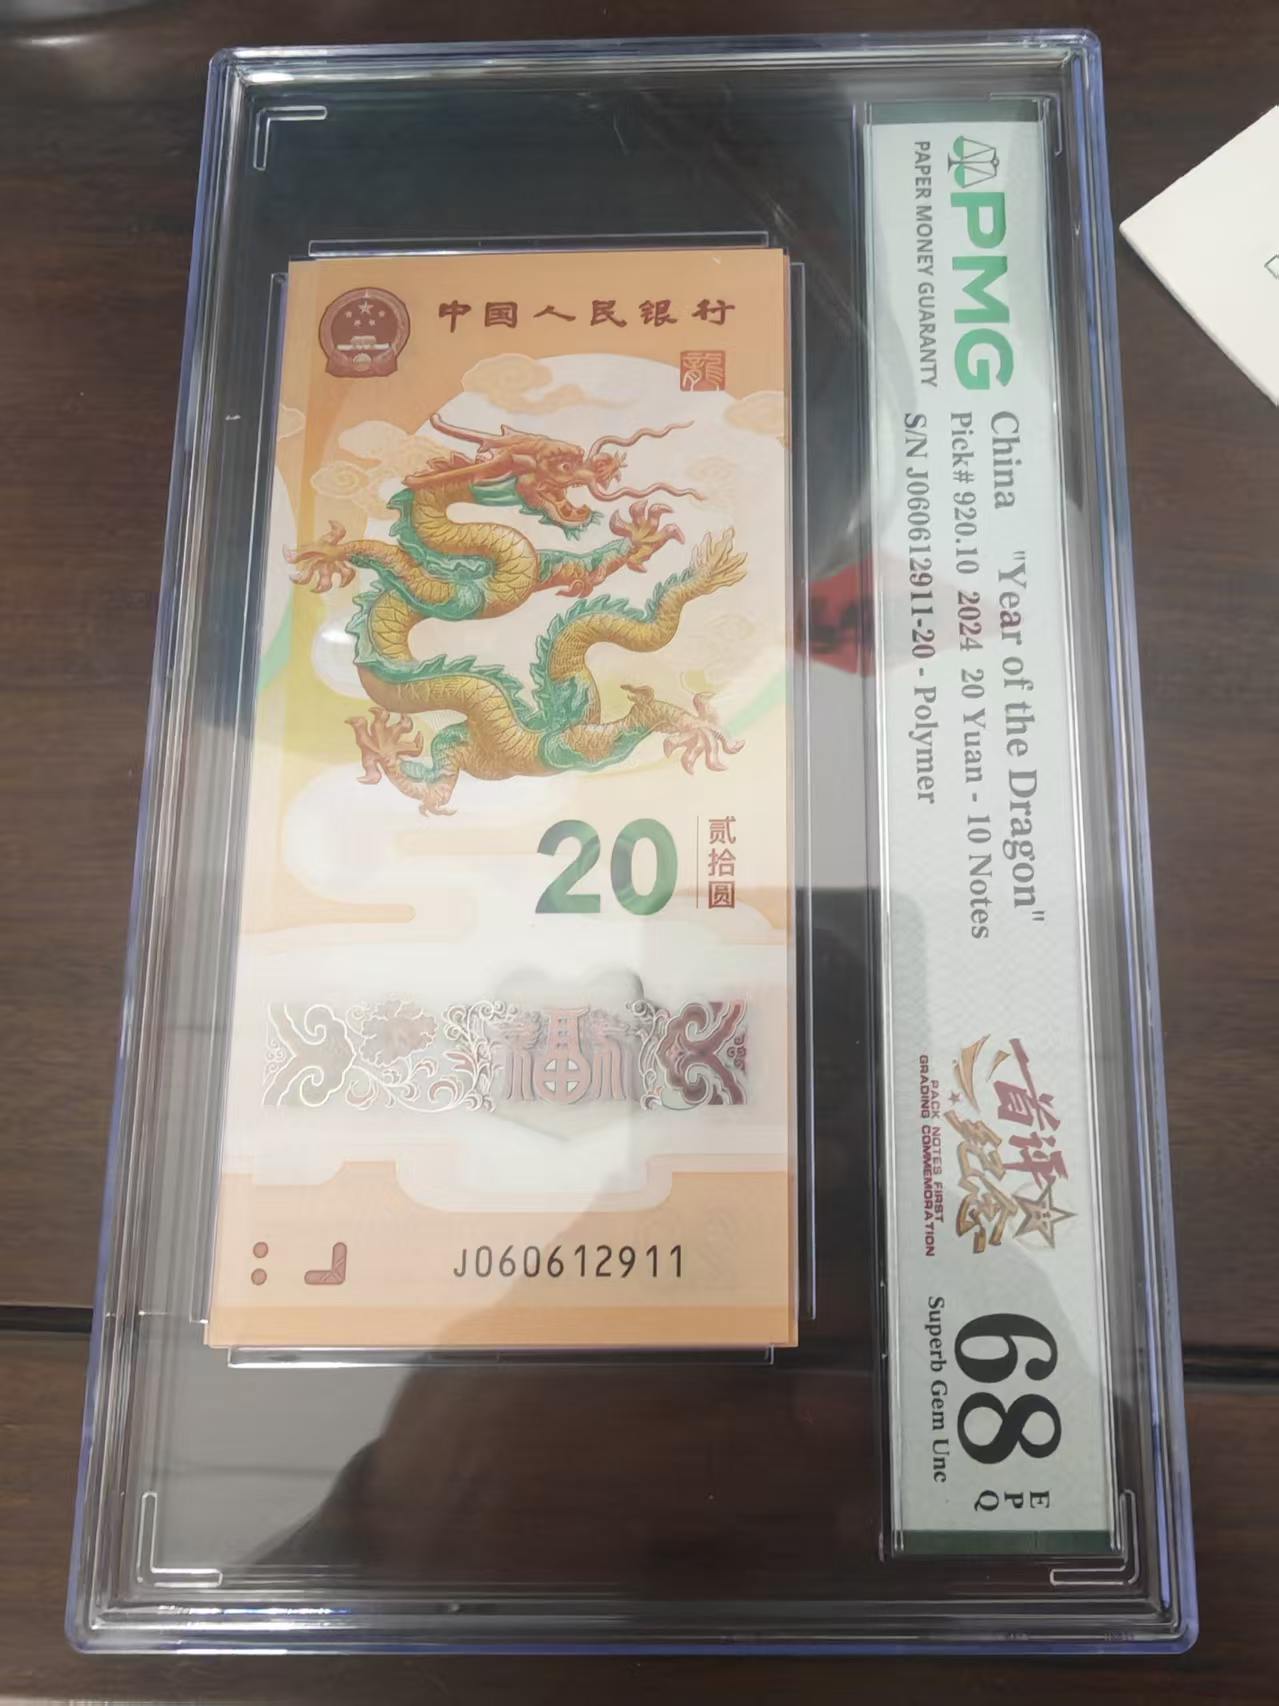 中国人民银行
龍
20
贰拾圆
福
J060612911
PMG
PAPER MONEY GUARANTY
China "Year of the Dragon"
Pick# 920.10 2024 20 Yuan - 10 Notes
S/N J060612911-20 - Polymer
首评
纪念
PACK NOTES FIRST
GRADING COMMEMORATION
68
EPQ
Superb Gem Unc